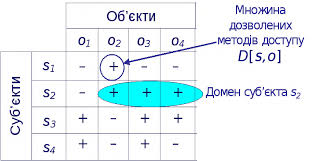 Об’єкти
Множина
дозволених
методів доступу
D[s,o]
Суб’єкти
o1 o2 o3 o4
s1 – + – –
s2 – + + +
Домен суб’єкта s2
s3 + – + +
s4 + – + –